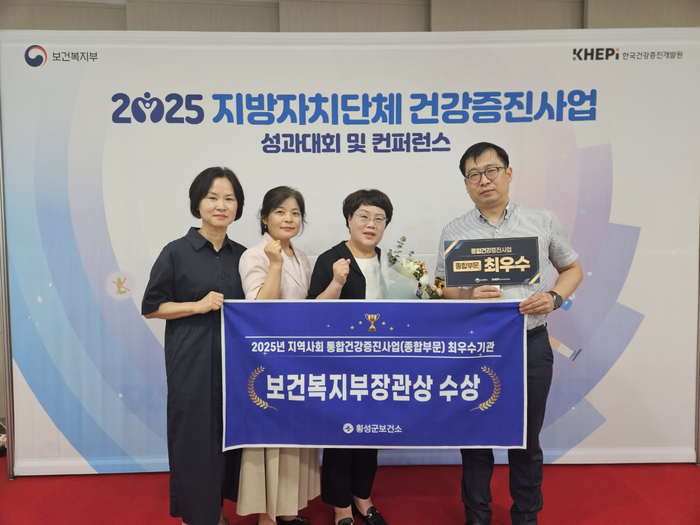 보건복지부
KHEPi 한국건강증진개발원
2025 지방자치단체 건강증진사업
성과대회 및 컨퍼런스
통합건강증진사업
종합부문 최우수
2025년 지역사회 통합건강증진사업(종합부문) 최우수기관
보건복지부장관상 수상
횡성군보건소